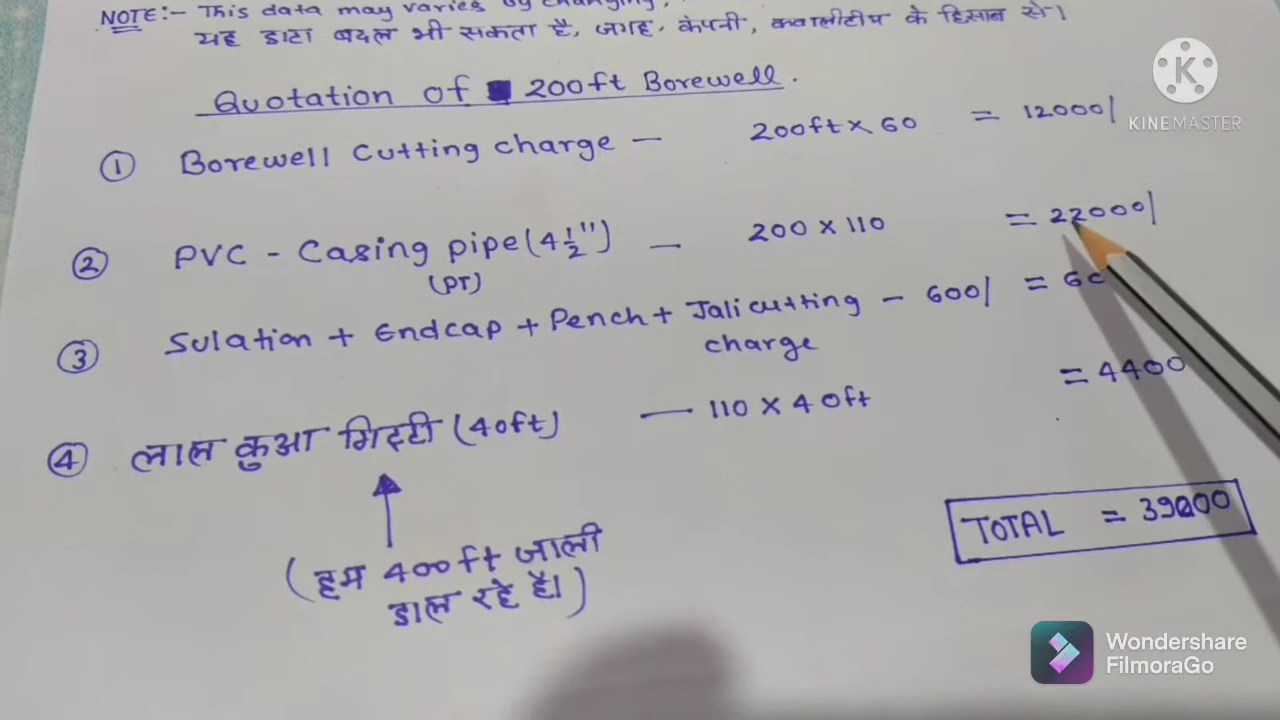 NOTE:- This data may varies by changing,
यह डाटा बदल भी सकता है, जगह, कंपनी, क्वालीटीप के हिसाब से।
Quotation of 200ft Borewell.
① Borewell Cutting charge — 200ft x 60 = 12000/
② PVC - Casing pipe (4½") — 200 x 110 = 22000/
(PT)
③ Sulation + Endcap + Pench + Jali cutting - 600/ = 60
charge
④ लाल कुआ गिट्टी (40ft) — 110 x 40ft = 4400
(हम 400ft जाली
डाल रहे है।)
TOTAL = 39000
KINEMASTER
Wondershare
FilmoraGo